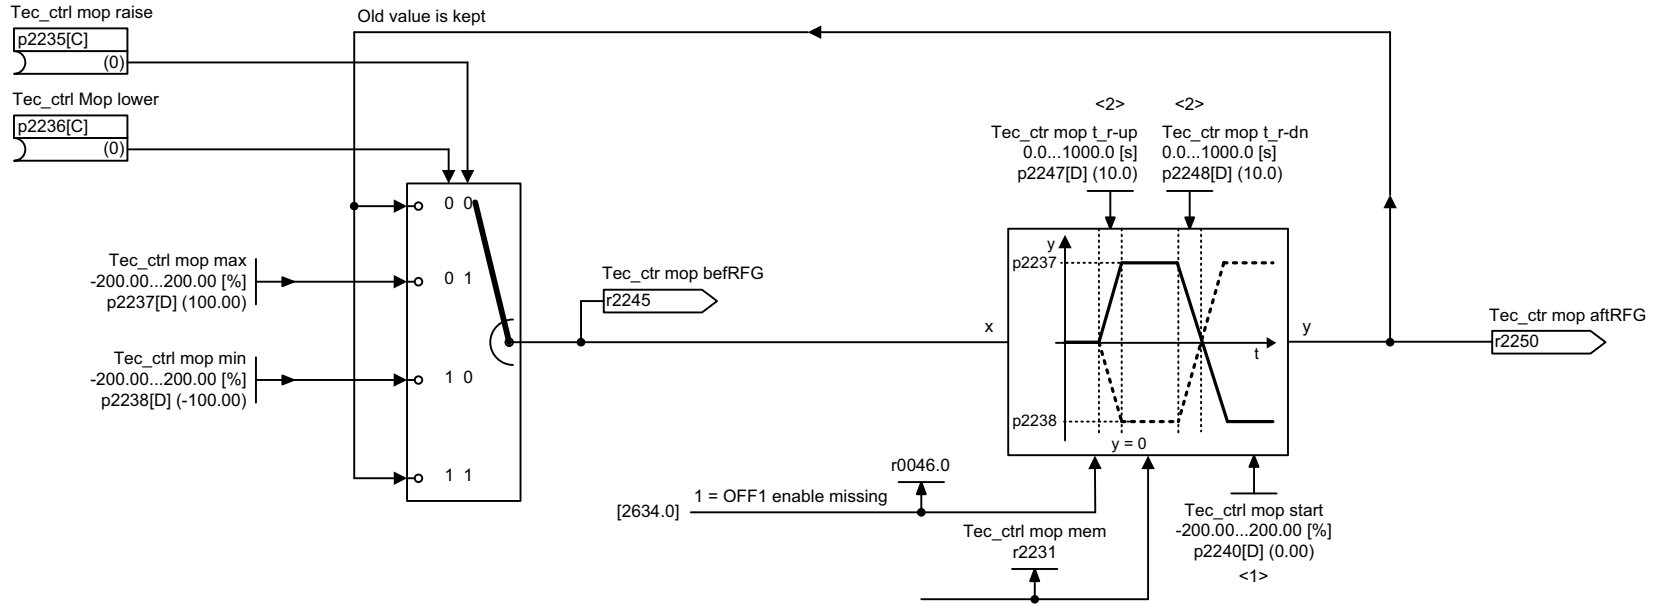 Tec_ctrl mop raise
p2235[C]
(0)
Old value is kept
Tec_ctrl Mop lower
p2236[C]
(0)
<2>
<2>
Tec_ctr mop t_r-up
0.0...1000.0 [s]
p2247[D] (10.0)
Tec_ctr mop t_r-dn
0.0...1000.0 [s]
p2248[D] (10.0)
0 0
Tec_ctrl mop max
-200.00...200.00 [%]
p2237[D] (100.00)
0 1
Tec_ctr mop befRFG
r2245
Tec_ctrl mop min
-200.00...200.00 [%]
p2238[D] (-100.00)
1 0
1 1
x
y
p2237
t
p2238
y = 0
y
Tec_ctr mop aftRFG
r2250
r0046.0
1 = OFF1 enable missing
[2634.0]
Tec_ctrl mop mem
r2231
Tec_ctrl mop start
-200.00...200.00 [%]
p2240[D] (0.00)
<1>